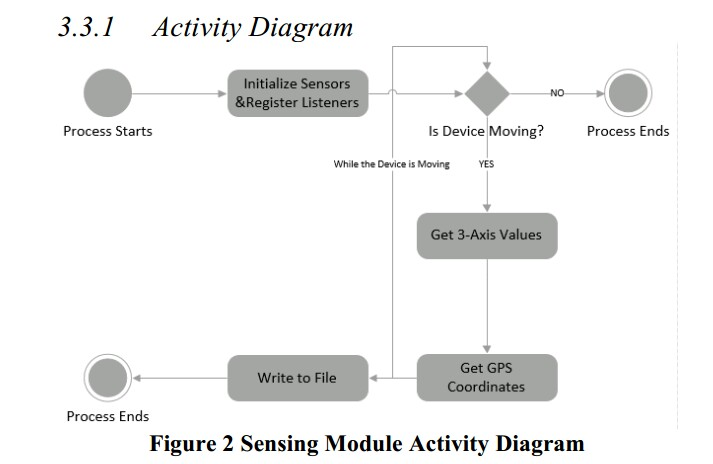 3.3.1 Activity Diagram
Initialize Sensors
&Register Listeners
NO
Process Starts
Is Device Moving?
Process Ends
While the Device is Moving
YES
Get 3-Axis Values
Get GPS
Coordinates
Write to File
Process Ends
Figure 2 Sensing Module Activity Diagram